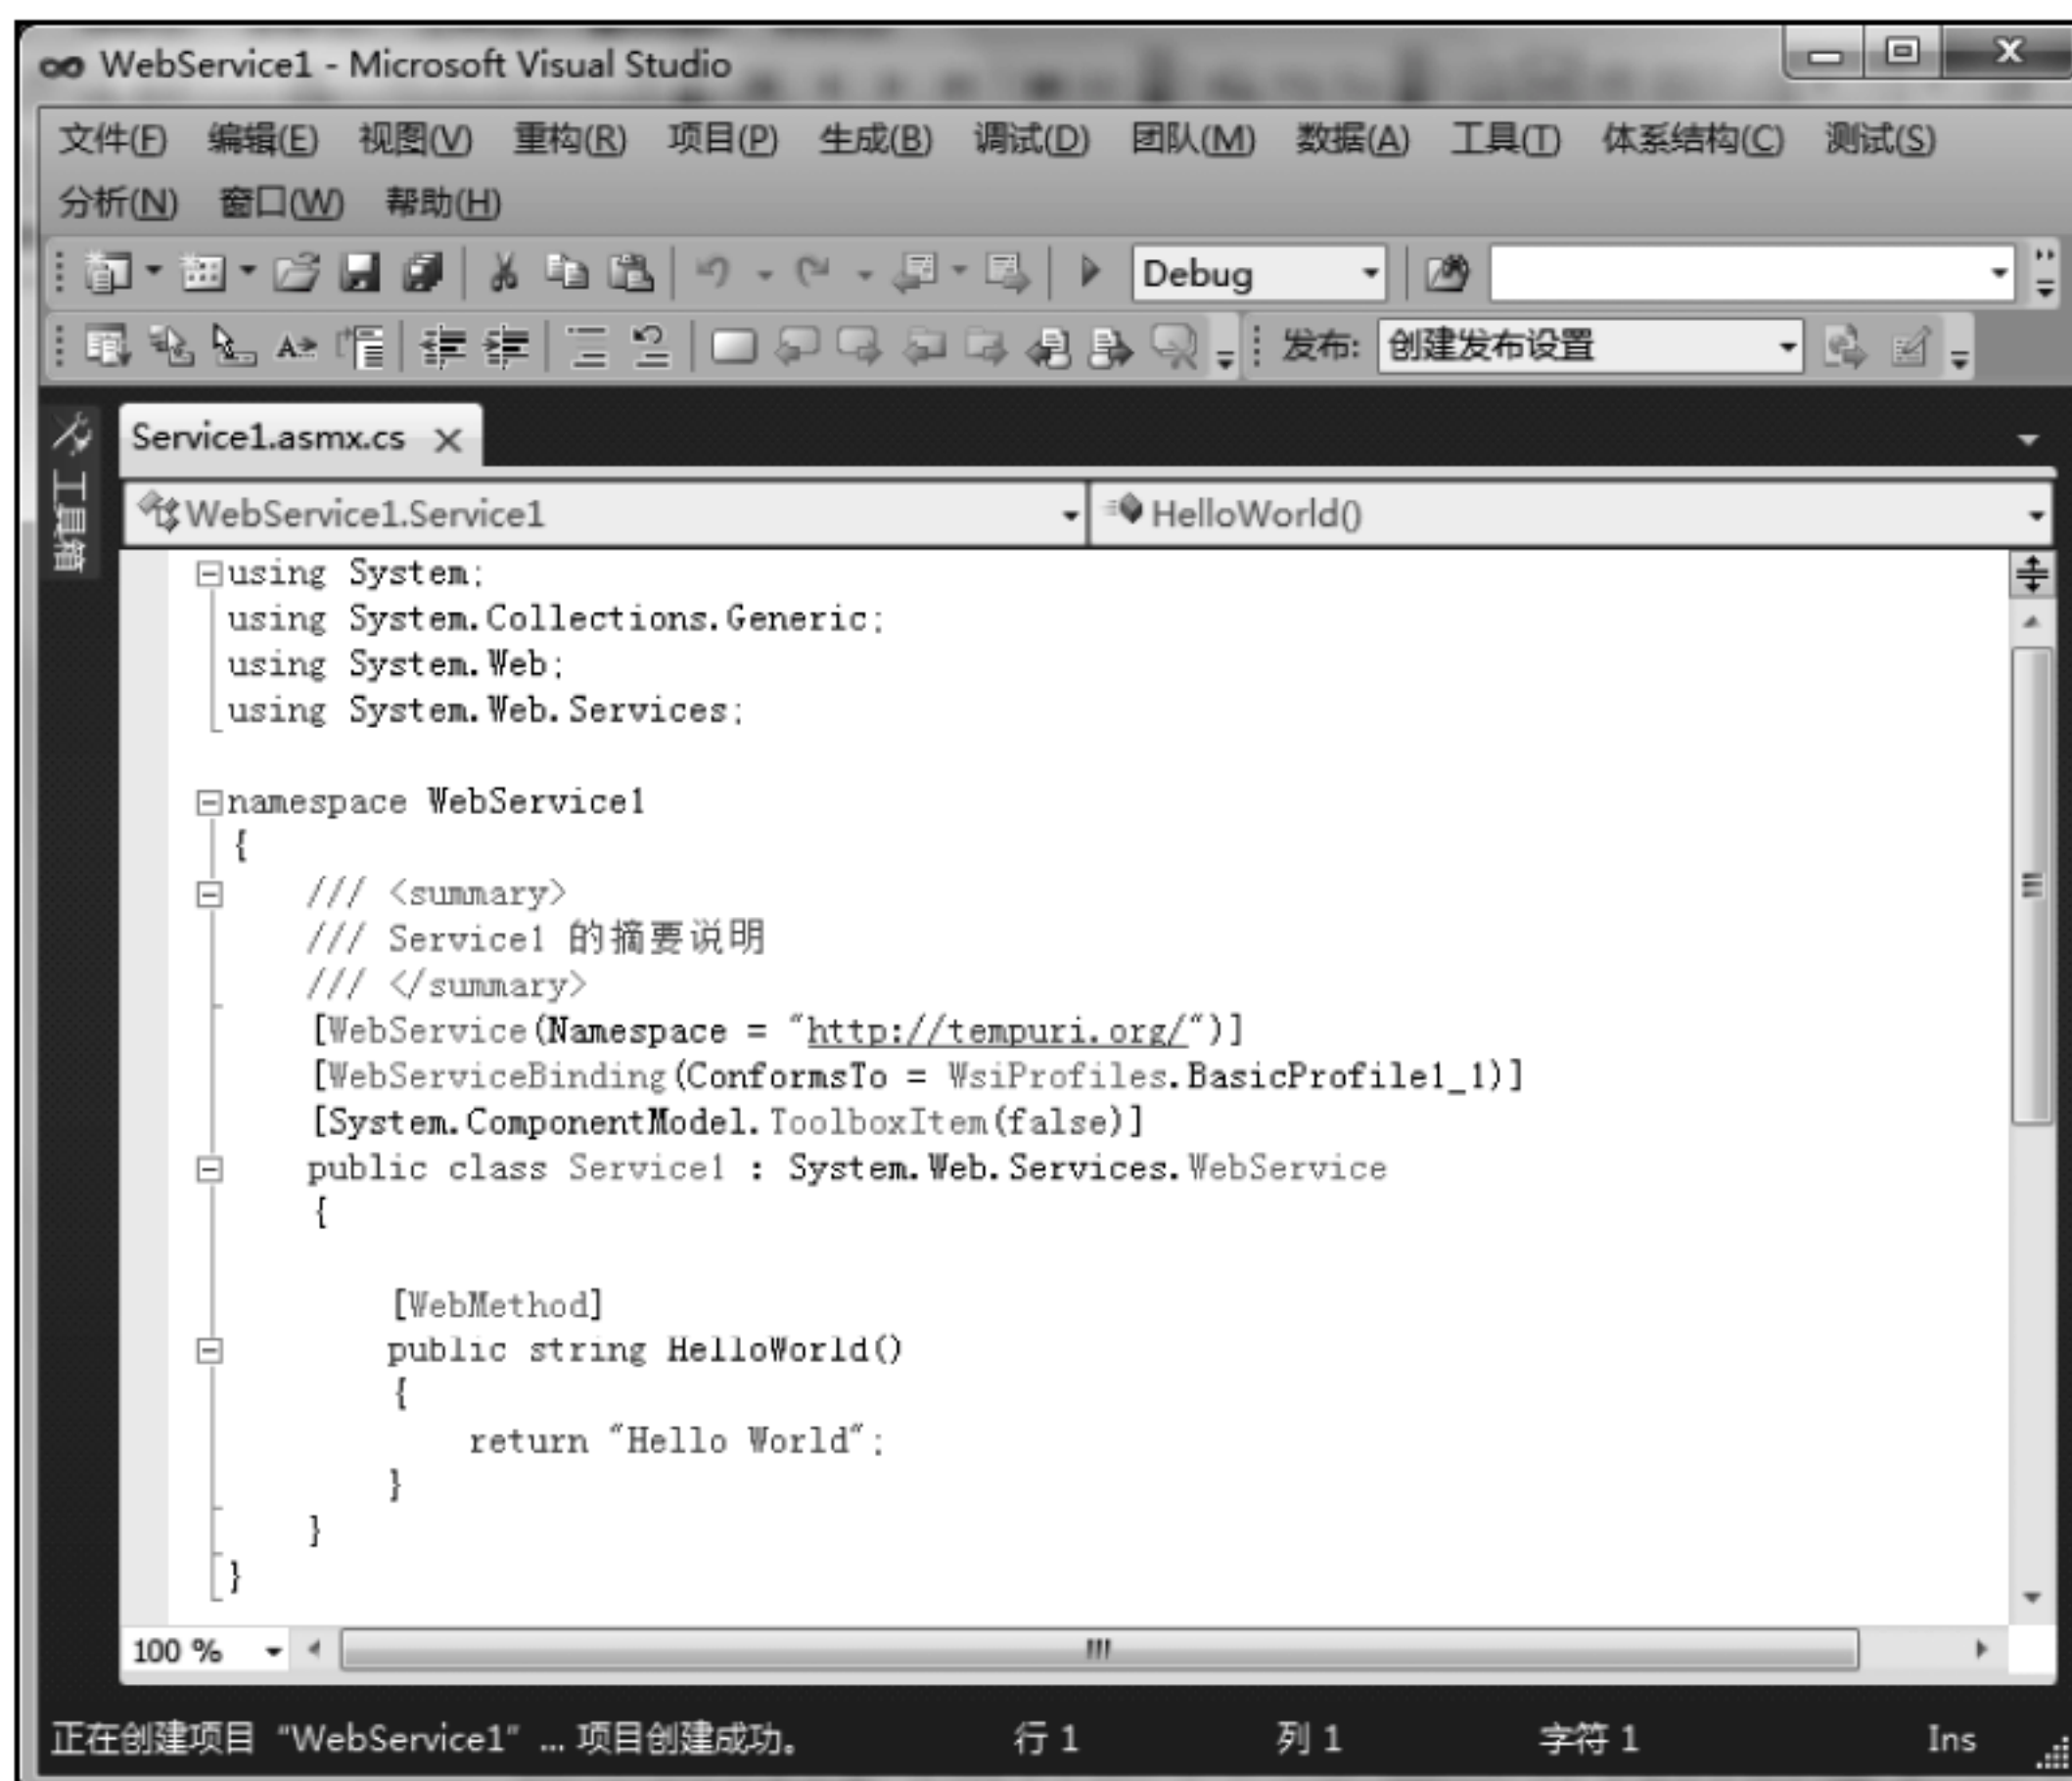 WebService1 - Microsoft Visual Studio
文件(F) 编辑(E) 视图(V) 重构(R) 项目(P) 生成(B) 调试(D) 团队(M) 数据(A) 工具(T) 体系结构(C) 测试(S)
分析(N) 窗口(W) 帮助(H)
Debug
发布: 创建发布设置
工具箱
Service1.asmx.cs
WebService1.Service1 HelloWorld()
using System;
using System.Collections.Generic;
using System.Web;
using System.Web.Services;
namespace WebService1
{
/// <summary>
/// Service1 的摘要说明
/// </summary>
[WebService(Namespace = "http://tempuri.org/")]
[WebServiceBinding(ConformsTo = WsiProfiles.BasicProfile1_1)]
[System.ComponentModel.ToolboxItem(false)]
public class Service1 : System.Web.Services.WebService
{
[WebMethod]
public string HelloWorld()
{
return "Hello World";
}
}
}
100 %
正在创建项目 “WebService1” ... 项目创建成功。 行 1 列 1 字符 1 Ins